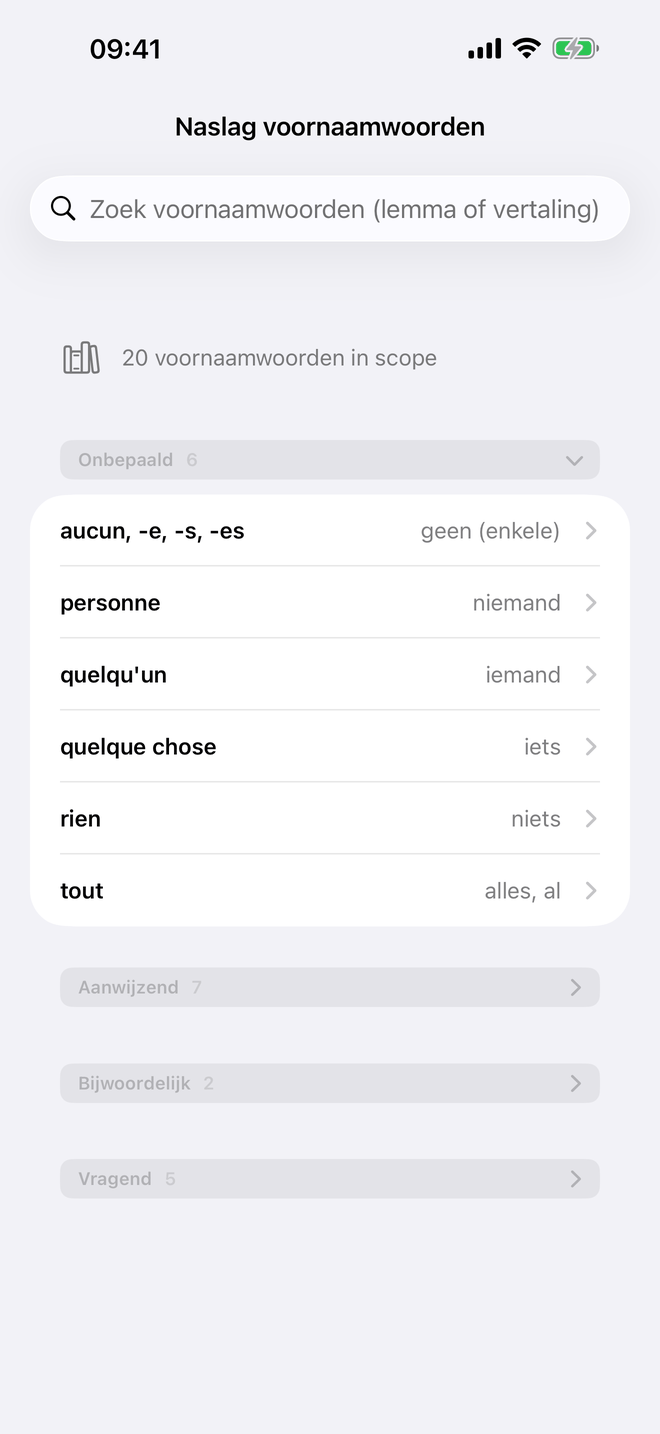 09:41
Naslag voornaamwoorden
Zoek voornaamwoorden (lemma of vertaling)
20 voornaamwoorden in scope
Onbepaald 6
aucun, -e, -s, -es geen (enkele)
personne niemand
quelqu'un iemand
quelque chose iets
rien niets
tout alles, al
Aanwijzend 7
Bijwoordelijk 2
Vragend 5